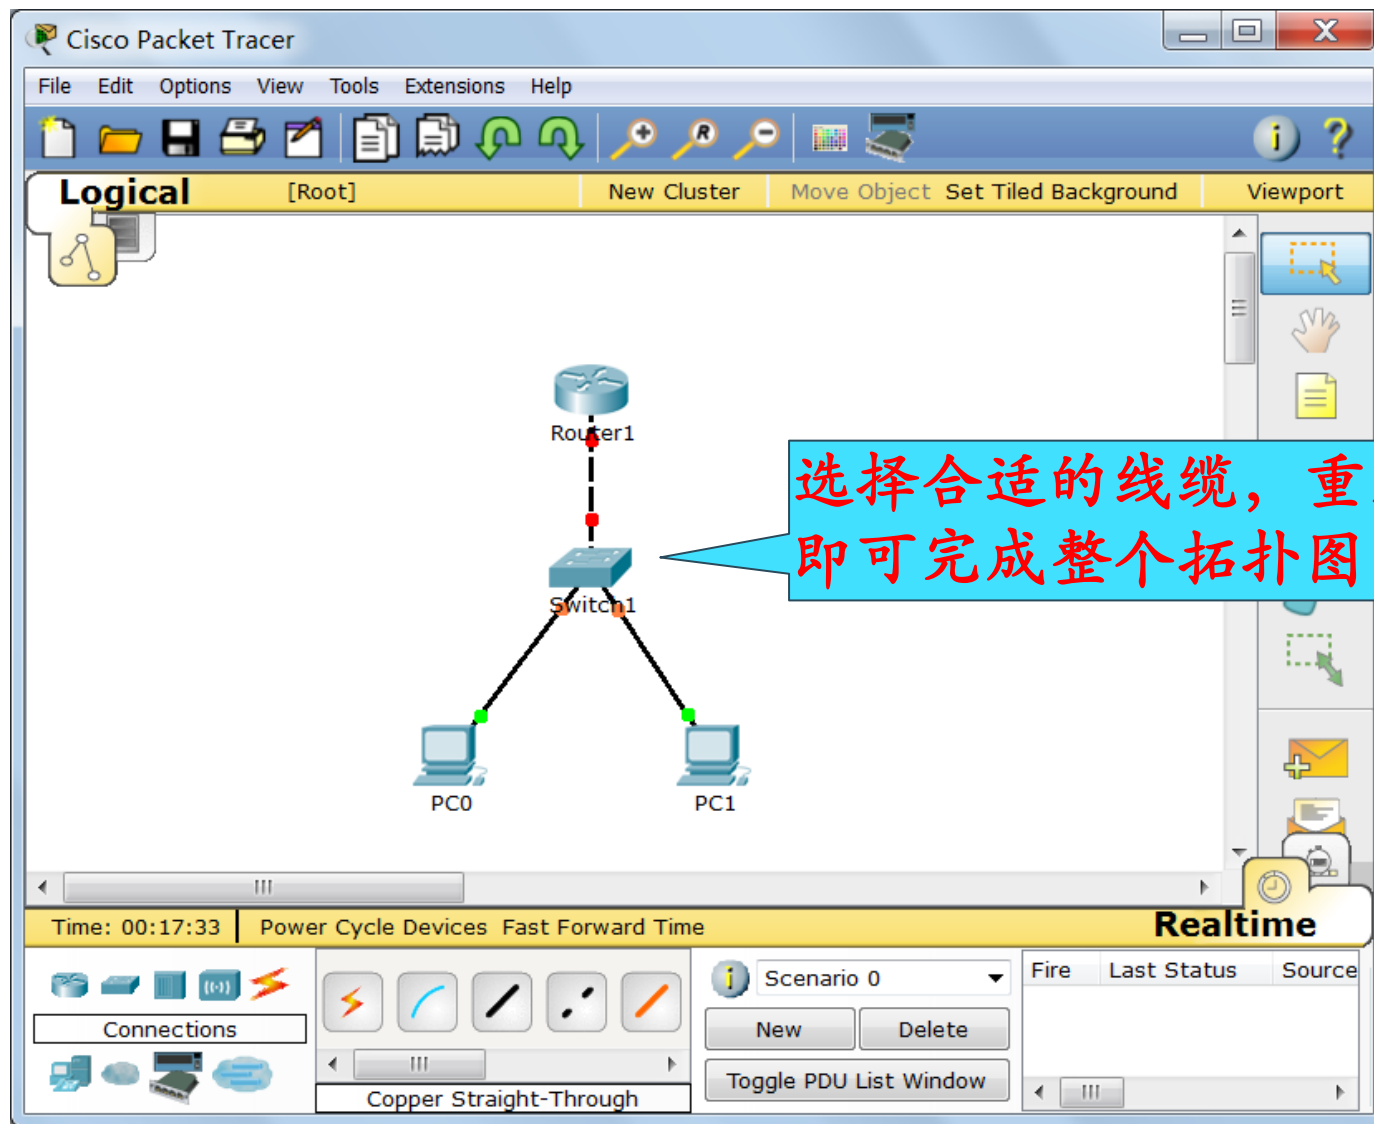 Cisco Packet Tracer
File Edit Options View Tools Extensions Help
R
i ?
Logical [Root] New Cluster Move Object Set Tiled Background Viewport
Router1
选择合适的线缆，重
即可完成整个拓扑图
Switch1
PC0 PC1
Time: 00:17:33 Power Cycle Devices Fast Forward Time Realtime
Connections
Copper Straight-Through
i Scenario 0
New Delete
Toggle PDU List Window
Fire Last Status Source